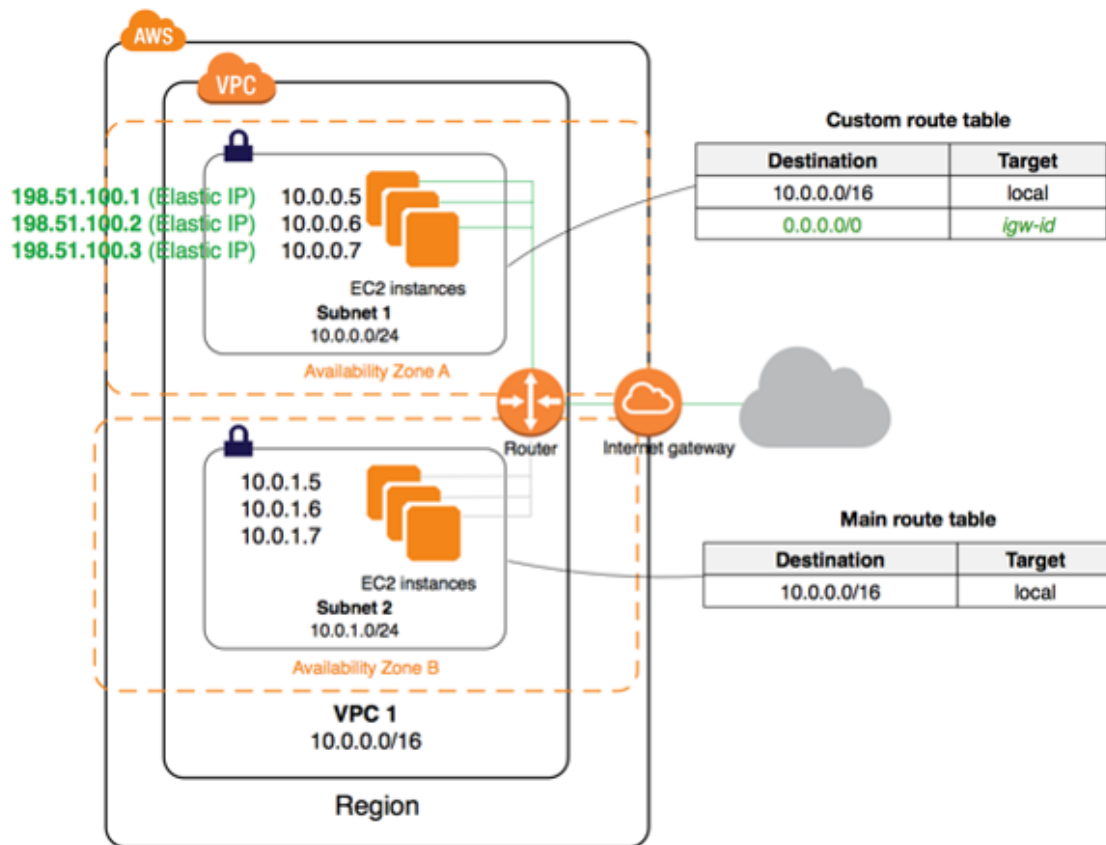 AWS
VPC
198.51.100.1 (Elastic IP) 10.0.0.5
198.51.100.2 (Elastic IP) 10.0.0.6
198.51.100.3 (Elastic IP) 10.0.0.7
EC2 instances
Subnet 1
10.0.0.0/24
Availability Zone A
Custom route table
Destination Target
10.0.0.0/16 local
0.0.0.0/0 igw-id
Router
Internet gateway
10.0.1.5
10.0.1.6
10.0.1.7
EC2 instances
Subnet 2
10.0.1.0/24
Availability Zone B
Main route table
Destination Target
10.0.0.0/16 local
VPC 1
10.0.0.0/16
Region